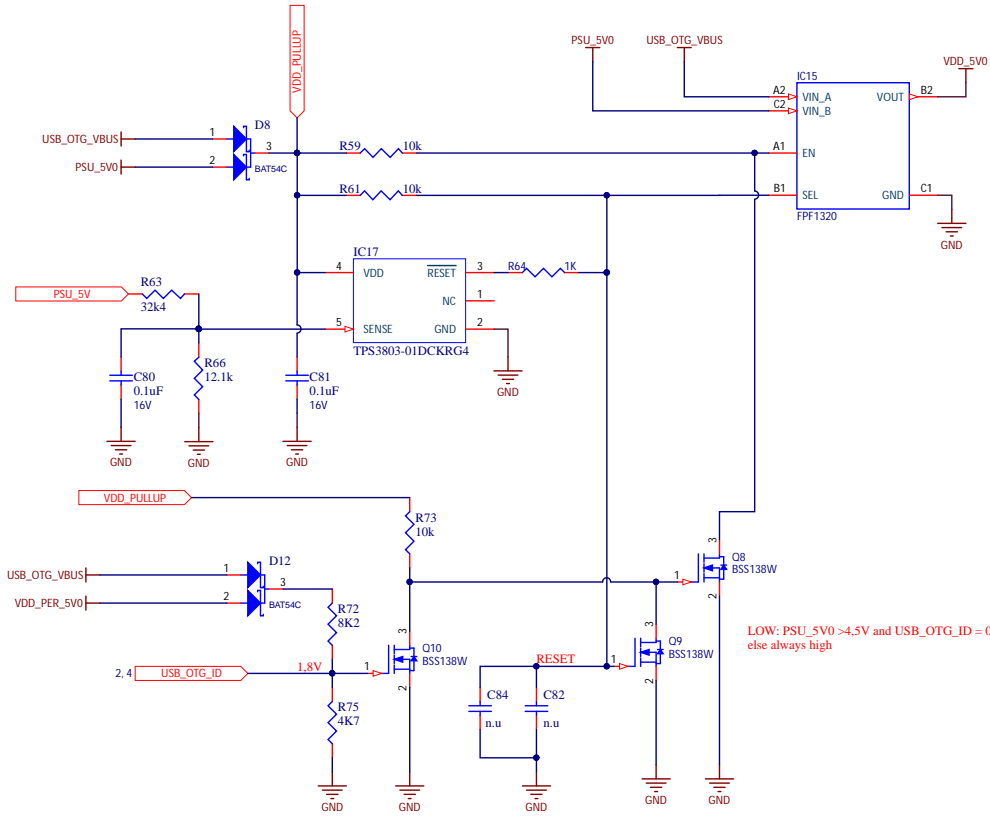 VDD_PULLUP
PSU_5V0
USB_OTG_VBUS
VDD_5V0
IC15
A2
VIN_A
VOUT
B2
C2
VIN_B
USB_OTG_VBUS
1
D8
3
PSU_5V0
2
BAT54C
R59
10k
A1
EN
R61
10k
B1
SEL
GND
C1
FPF1320
GND
IC17
4
VDD
RESET
3
R64
1K
NC
1
PSU_5V
R63
32k4
5
SENSE
GND
2
TPS3803-01DCKRG4
GND
C80
0.1uF
16V
R66
12.1k
C81
0.1uF
16V
GND
GND
GND
VDD_PULLUP
R73
10k
USB_OTG_VBUS
1
D12
3
VDD_PER_5V0
2
BAT54C
R72
8K2
3
Q8
BSS138W
1
2
3
Q10
BSS138W
1
2
3
Q9
BSS138W
1
2
LOW: PSU_5V0 >4,5V and USB_OTG_ID = 0
else always high
2, 4
USB_OTG_ID
1,8V
RESET
R75
4K7
C84
n.u
C82
n.u
GND
GND
GND
GND
GND